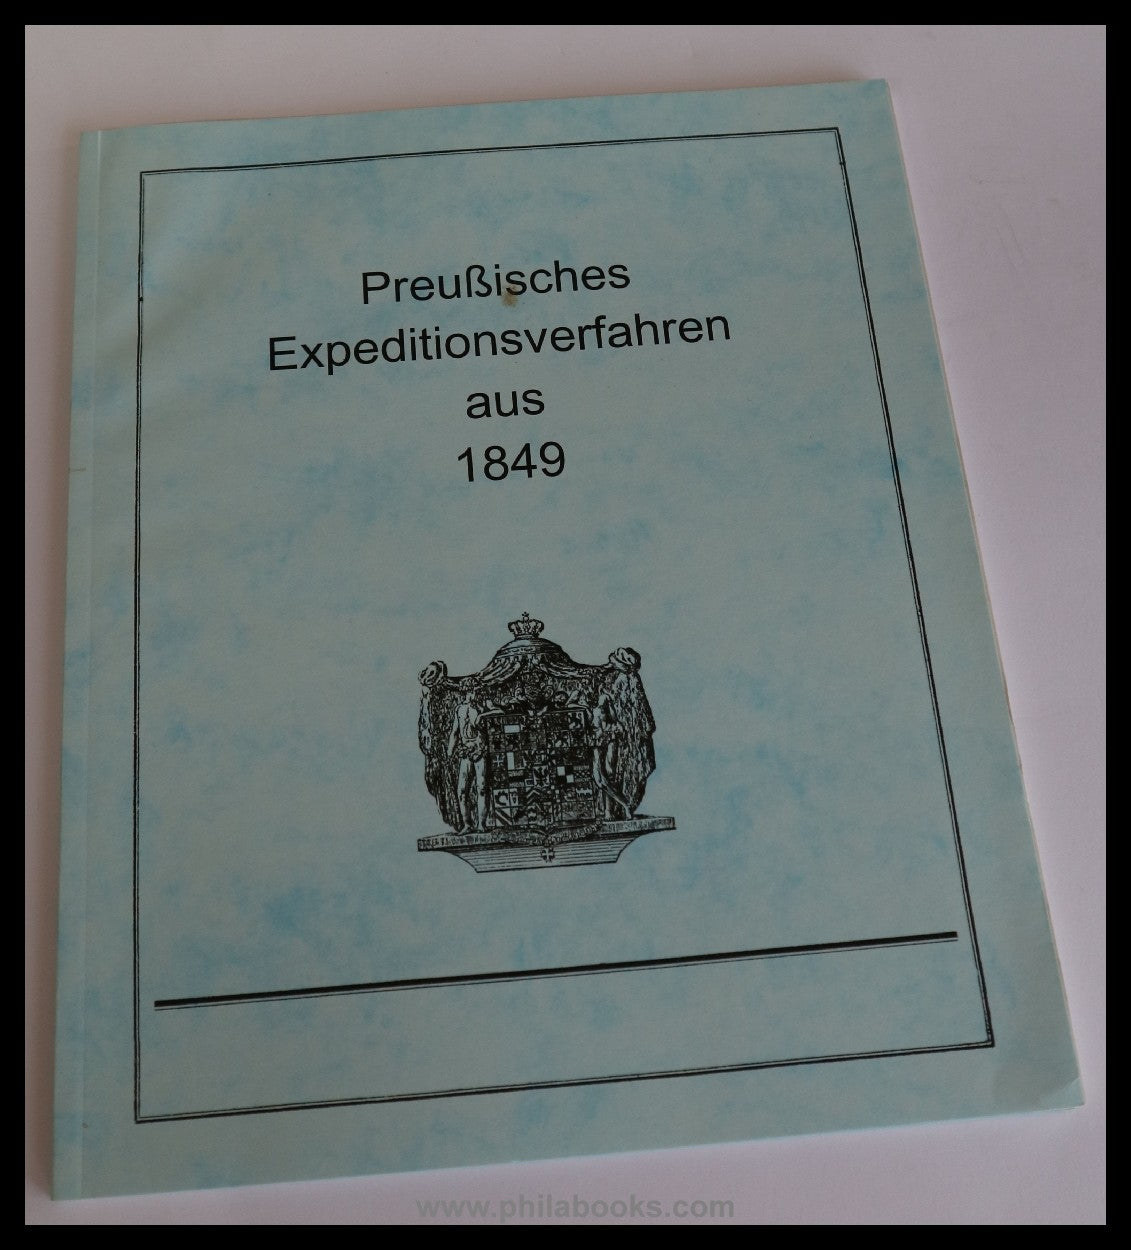 Preußisches
Expeditionsverfahren
aus
1849
www.philabooks.com